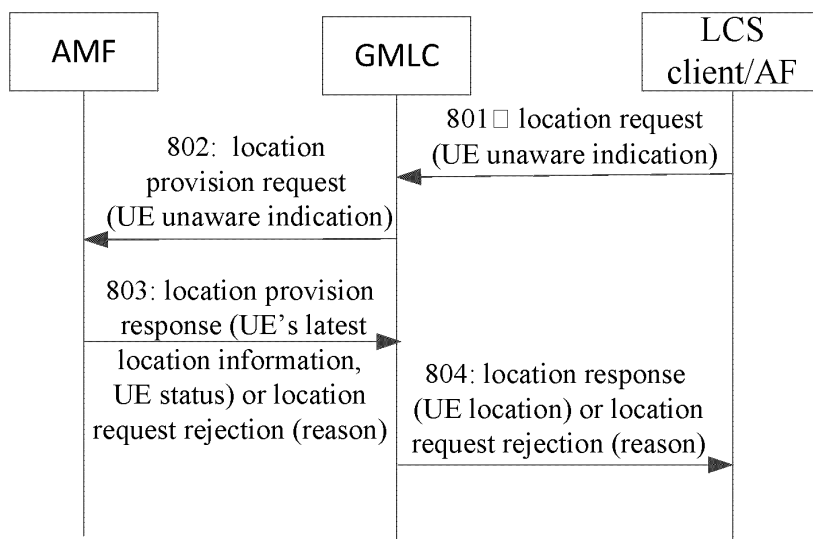 AMF
GMLC
LCS
client/AF
801□ location request
(UE unaware indication)
802: location
provision request
(UE unaware indication)
803: location provision
response (UE's latest
location information,
UE status) or location
request rejection (reason)
804: location response
(UE location) or location
request rejection (reason)